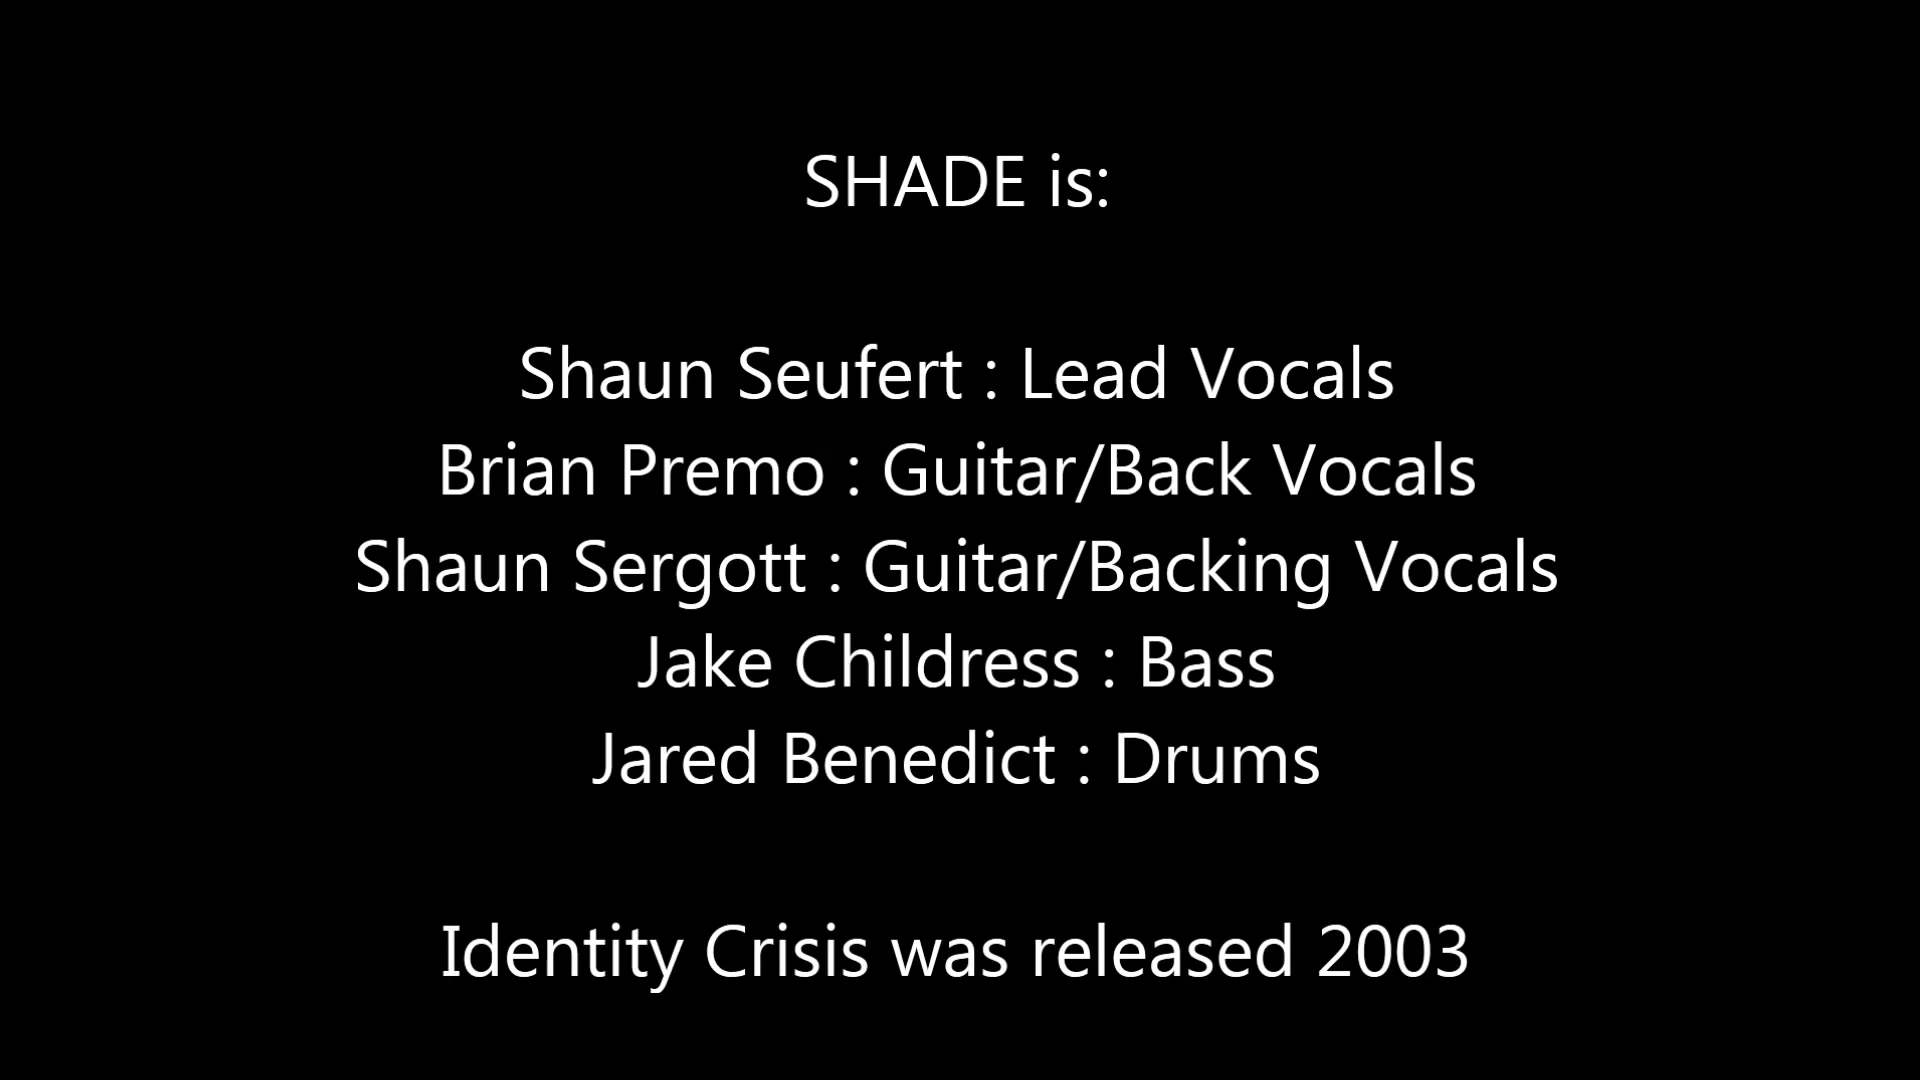 SHADE is:
Shaun Seufert : Lead Vocals
Brian Premo : Guitar/Back Vocals
Shaun Sergott : Guitar/Backing Vocals
Jake Childress : Bass
Jared Benedict : Drums
Identity Crisis was released 2003